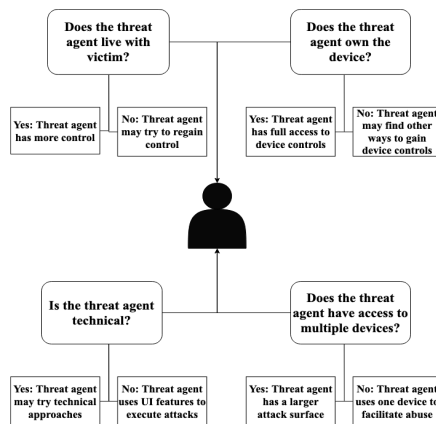 Does the threat
agent live with
victim?
Does the threat
agent own the
device?
Yes: Threat agent
has more control
No: Threat agent
may try to regain
control
Yes: Threat agent
has full access to
device controls
No: Threat agent
may find other
ways to gain
device controls
Is the threat agent
technical?
Does the threat
agent have access to
multiple devices?
Yes: Threat agent
may try technical
approaches
No: Threat agent
uses UI features to
execute attacks
Yes: Threat agent
has a larger
attack surface
No: Threat agent
uses one device to
facilitate abuse